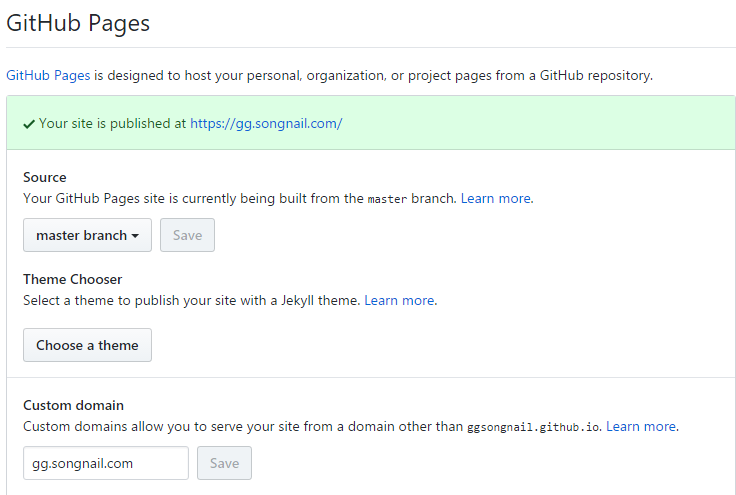 GitHub Pages
GitHub Pages is designed to host your personal, organization, or project pages from a GitHub repository.
Your site is published at https://gg.songnail.com/
Source
Your GitHub Pages site is currently being built from the master branch. Learn more.
master branch
Save
Theme Chooser
Select a theme to publish your site with a Jekyll theme. Learn more.
Choose a theme
Custom domain
Custom domains allow you to serve your site from a domain other than ggsongnail.github.io. Learn more.
gg.songnail.com
Save